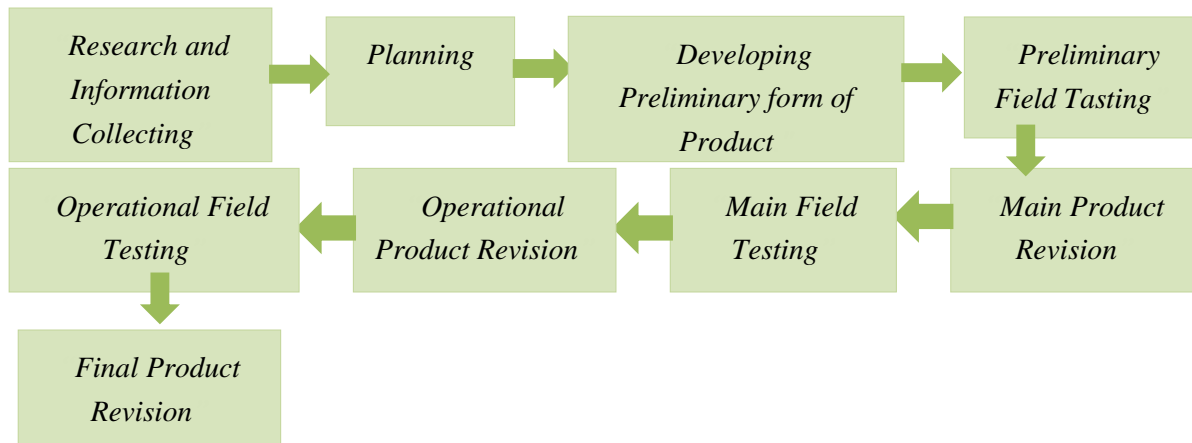 Research and
Information
Collecting
Planning
Developing
Preliminary form of
Product
Preliminary
Field Tasting
Main Product
Revision
Main Field
Testing
Operational
Product Revision
Operational Field
Testing
Final Product
Revision